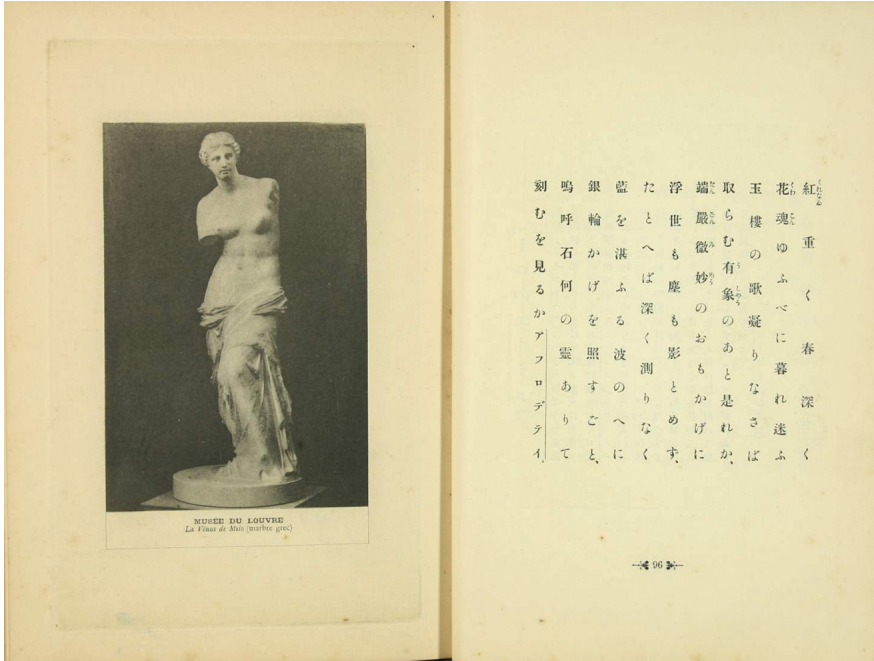 MUSÉE DU LOUVRE
La Vénus de Milo (marbre grec)
紅重く春深く
花魂ゆふべに暮れ迷ふ
玉樓の歌凝りなさば
取らむ有象のあと是れか、
端嚴微妙のおもかげに
浮世も塵も影とめず、
たとへば深く測りなく
藍を湛ふる波のへに
銀輪かげを照すごと、
嗚呼石何の靈ありて
刻むを見るかアフロデテイ、
96